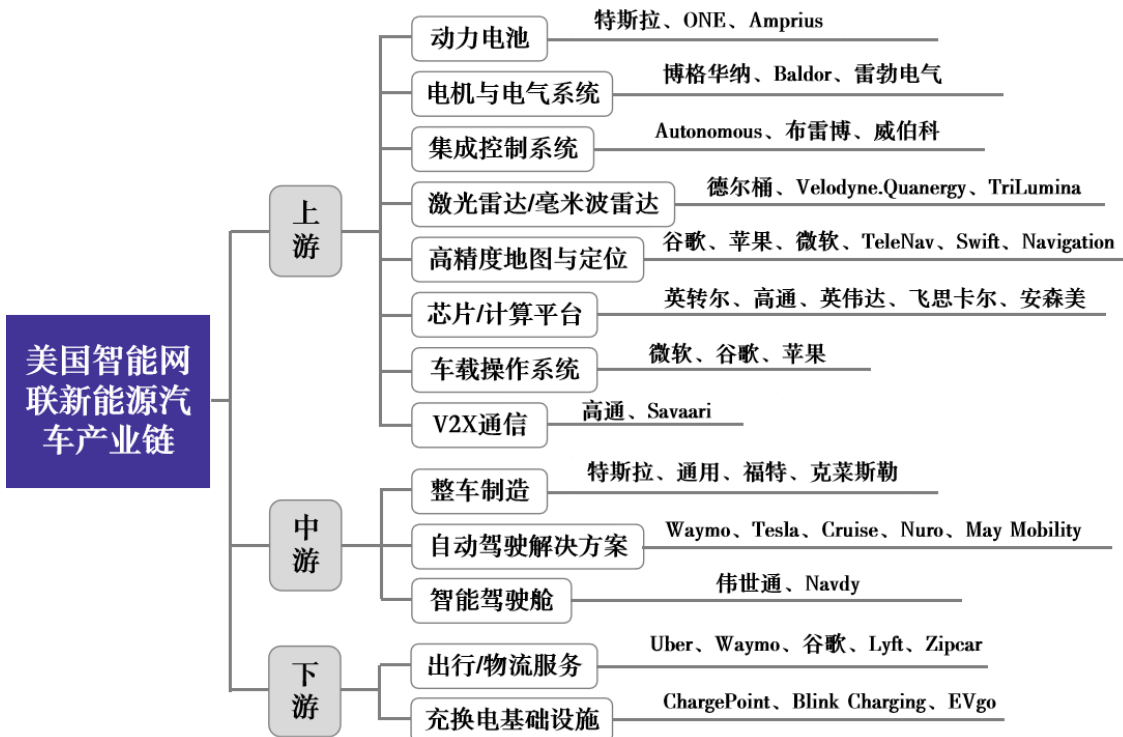 美国智能网
联新能源汽
车产业链
上
游
动力电池
特斯拉、ONE、Amprius
电机与电气系统
博格华纳、Baldor、雷勃电气
集成控制系统
Autonomous、布雷博、威伯科
激光雷达/毫米波雷达
德尔桶、Velodyne.Quanergy、TriLumina
高精度地图与定位
谷歌、苹果、微软、TeleNav、Swift、Navigation
芯片/计算平台
英转尔、高通、英伟达、飞思卡尔、安森美
车载操作系统
微软、谷歌、苹果
V2X通信
高通、Savaari
中
游
整车制造
特斯拉、通用、福特、克莱斯勒
自动驾驶解决方案
Waymo、Tesla、Cruise、Nuro、May Mobility
智能驾驶舱
伟世通、Navdy
下
游
出行/物流服务
Uber、Waymo、谷歌、Lyft、Zipcar
充换电基础设施
ChargePoint、Blink Charging、EVgo